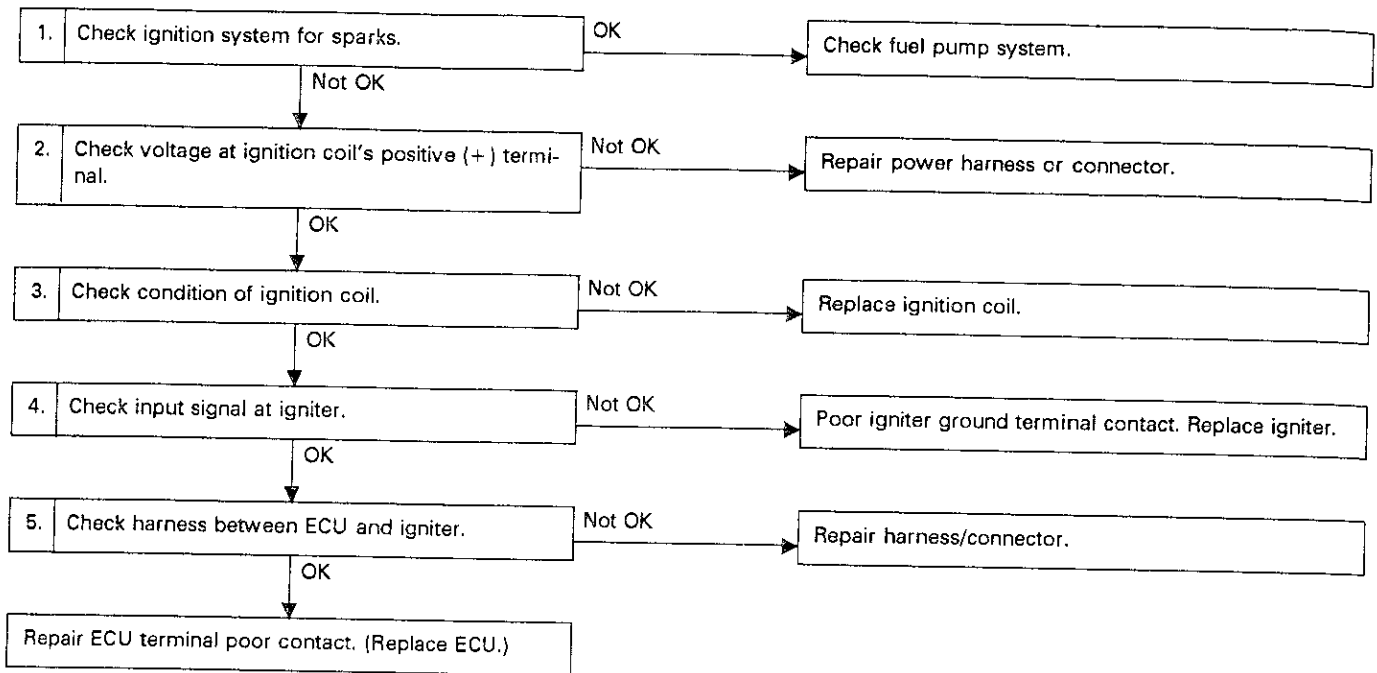 1. Check ignition system for sparks.
OK
Check fuel pump system.
Not OK
2. Check voltage at ignition coil's positive (+) termi-
nal.
Not OK
Repair power harness or connector.
OK
3. Check condition of ignition coil.
Not OK
Replace ignition coil.
OK
4. Check input signal at igniter.
Not OK
Poor igniter ground terminal contact. Replace igniter.
OK
5. Check harness between ECU and igniter.
Not OK
Repair harness/connector.
OK
Repair ECU terminal poor contact. (Replace ECU.)